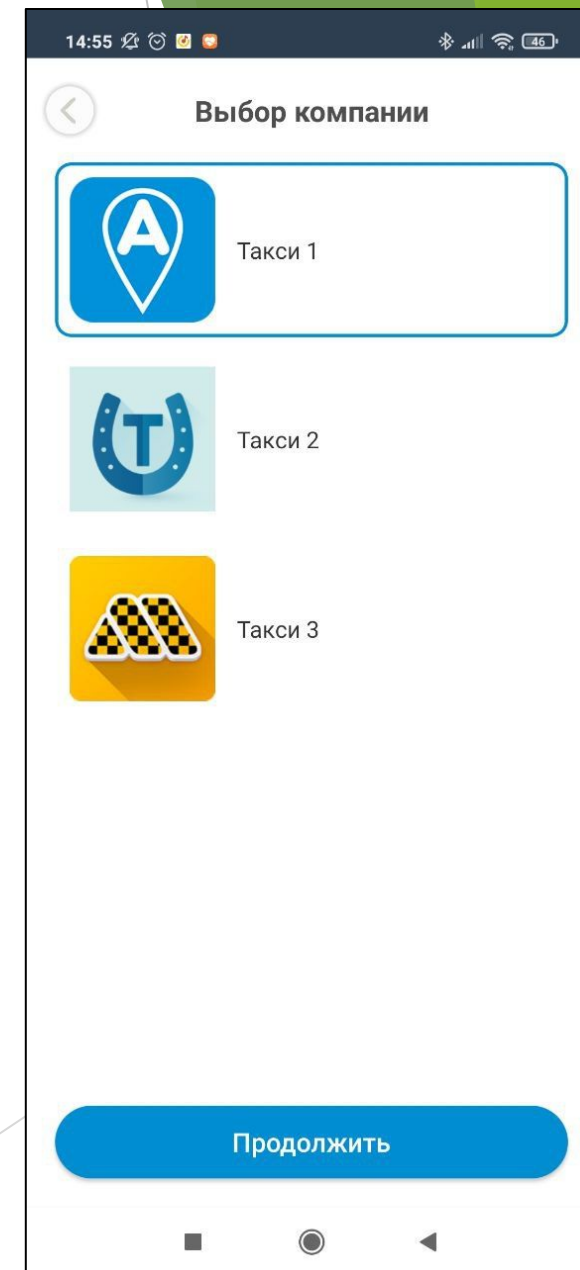 14:55
46
Выбор компании
A
Такси 1
T
Такси 2
Такси 3
Продолжить